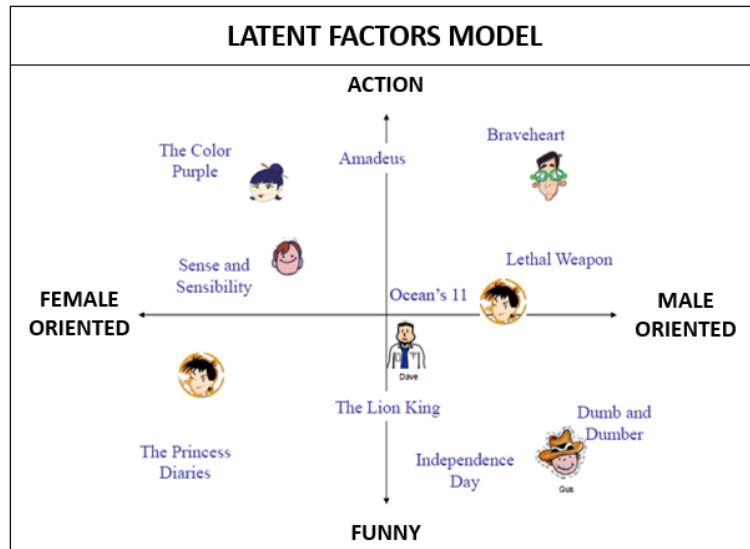 LATENT FACTORS MODEL
ACTION
Braveheart
The Color
Purple
Amadeus
Sense and
Sensibility
Lethal Weapon
Ocean's 11
FEMALE
ORIENTED
MALE
ORIENTED
Dave
The Lion King
Dumb and
Dumber
The Princess
Diaries
Independence
Day
Gus
FUNNY